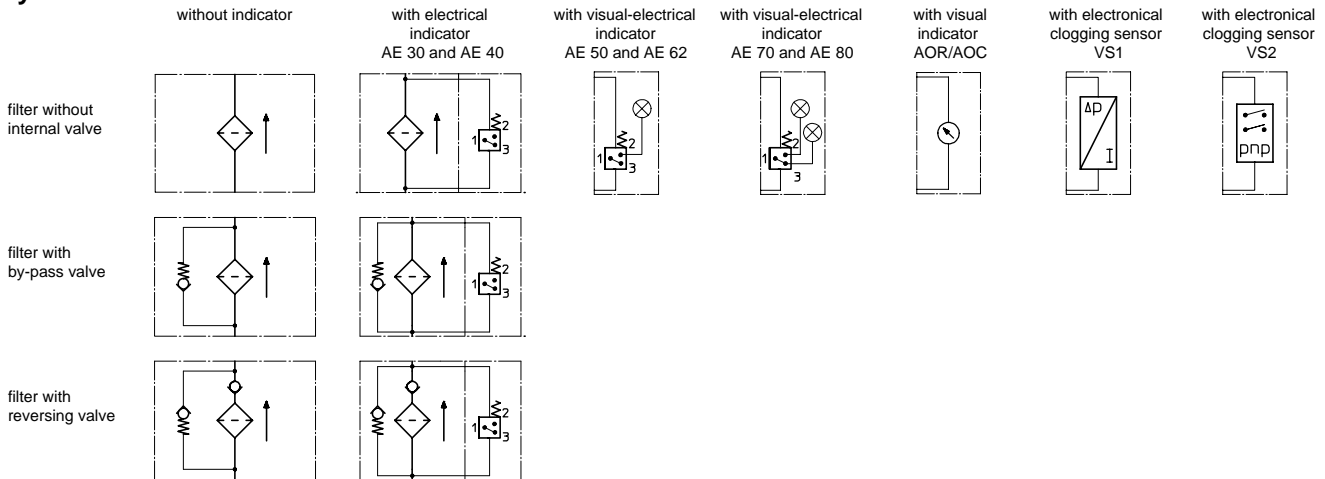 without indicator
with electrical
indicator
AE 30 and AE 40
with visual-electrical
indicator
AE 50 and AE 62
with visual-electrical
indicator
AE 70 and AE 80
with visual
indicator
AOR/AOC
with electronical
clogging sensor
VS1
with electronical
clogging sensor
VS2
filter without
internal valve
1
2
3
1
2
3
1
2
3
Δp
I
pnp
filter with
by-pass valve
1
2
3
filter with
reversing valve
1
2
3